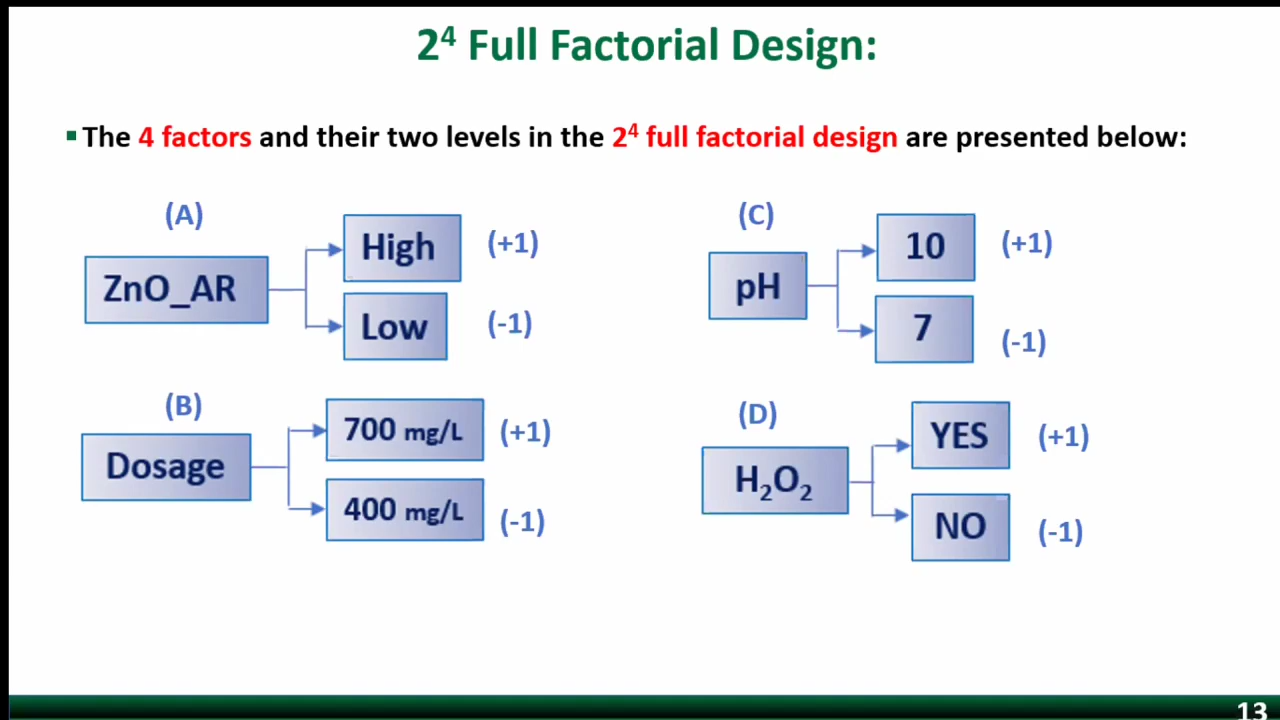 2⁴ Full Factorial Design:
▪ The 4 factors and their two levels in the 2⁴ full factorial design are presented below:
(A)
ZnO_AR
High (+1)
Low (-1)
(B)
Dosage
700 mg/L (+1)
400 mg/L (-1)
(C)
pH
10 (+1)
7 (-1)
(D)
H₂O₂
YES (+1)
NO (-1)
13